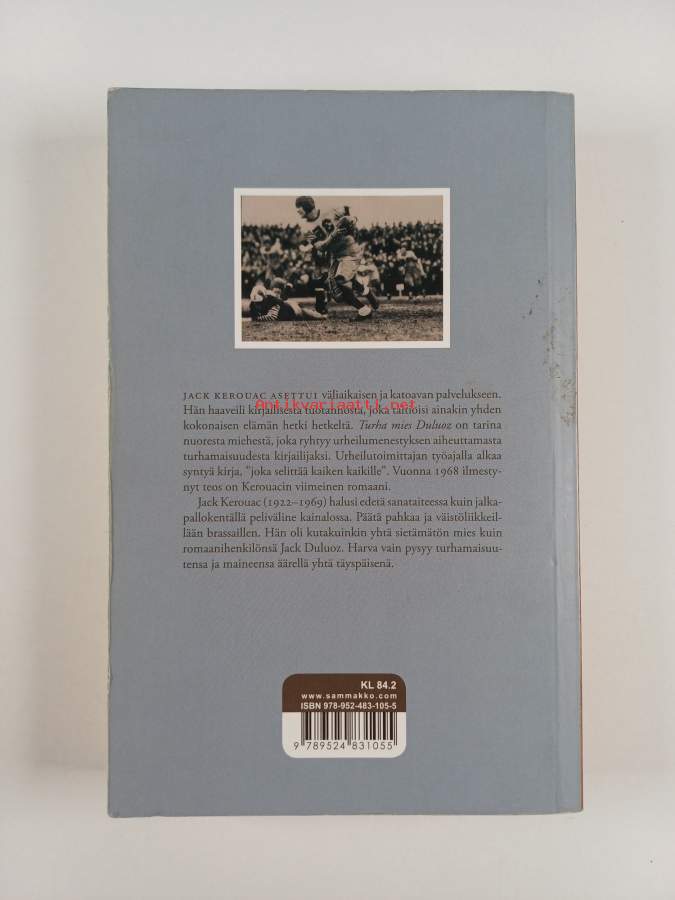 JACK KEROUAC ASETTUI väliaikaisen ja katoavan palvelukseen.
Antikvariaatti.net
Hän haaveili kirjallisesta tuotannosta, joka taltioisi ainakin yhden
kokonaisen elämän hetki hetkeltä. Turha mies Duluoz on tarina
nuoresta miehestä, joka ryhtyy urheilumenestyksen aiheuttamasta
turhamaisuudesta kirjailijaksi. Urheilutoimittajan työajalla alkaa
syntyä kirja, "joka selittää kaiken kaikille". Vuonna 1968 ilmesty-
nyt teos on Kerouacin viimeinen romaani.
Jack Kerouac (1922–1969) halusi edetä sanataiteessa kuin jalka-
pallokentällä peliväline kainalossa. Päätä pahkaa ja väistöliikkeil-
lään brassaillen. Hän oli kutakuinkin yhtä sietämätön mies kuin
romaanihenkilönsä Jack Duluoz. Harva vain pysyy turhamaisuu-
tensa ja maineensa äärellä yhtä täyspäisenä.
KL 84.2
www.sammakko.com
ISBN 978-952-483-105-5
9 789524 831055